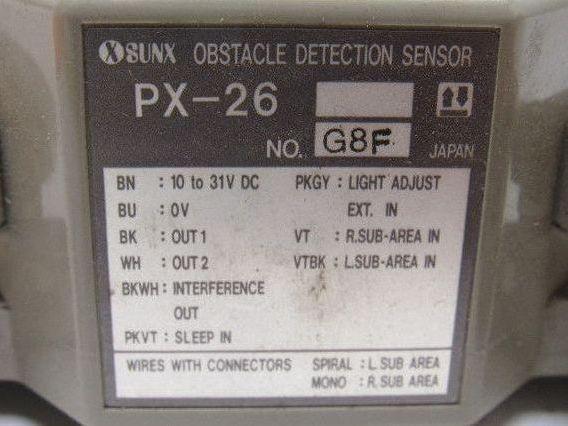 SUNX OBSTACLE DETECTION SENSOR
PX-26
NO. G8F JAPAN
BN : 10 to 31V DC PKGY : LIGHT ADJUST
BU : 0V EXT. IN
BK : OUT 1 VT : R.SUB-AREA IN
WH : OUT 2 VTBK : L.SUB-AREA IN
BKWH : INTERFERENCE
OUT
PKVT : SLEEP IN
WIRES WITH CONNECTORS SPIRAL : L.SUB AREA
MONO : R.SUB AREA